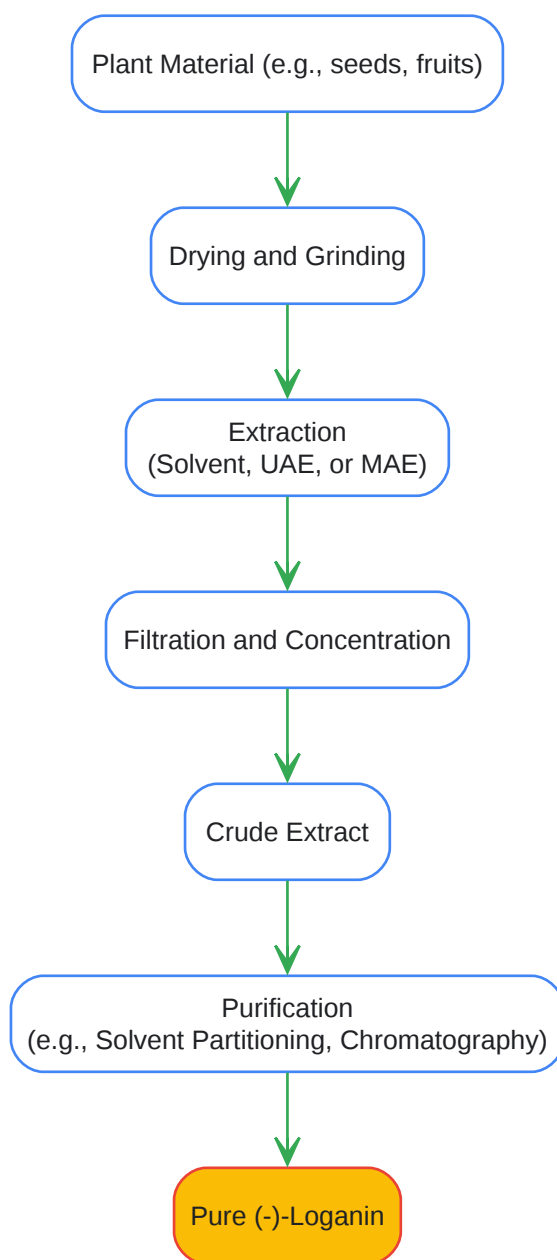 Plant Material (e.g., seeds, fruits)
Drying and Grinding
Extraction
(Solvent, UAE, or MAE)
Filtration and Concentration
Crude Extract
Purification
(e.g., Solvent Partitioning, Chromatography)
Pure (-)-Loganin